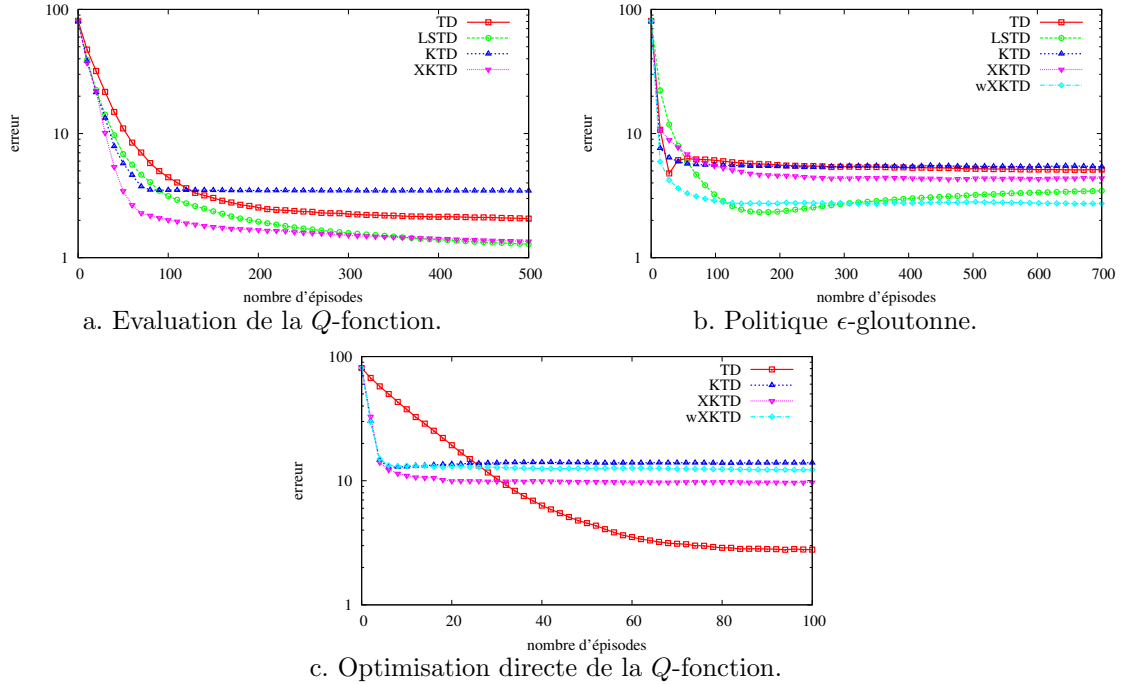 100
10
1
0
100
200
300
400
500
erreur
nombre d'épisodes
TD
LSTD
KTD
XKTD
a. Evaluation de la Q-fonction.
100
10
1
0
100
200
300
400
500
600
700
erreur
nombre d'épisodes
TD
LSTD
KTD
XKTD
wXKTD
b. Politique ϵ-gloutonne.
100
10
1
0
20
40
60
80
100
erreur
nombre d'épisodes
TD
KTD
XKTD
wXKTD
c. Optimisation directe de la Q-fonction.